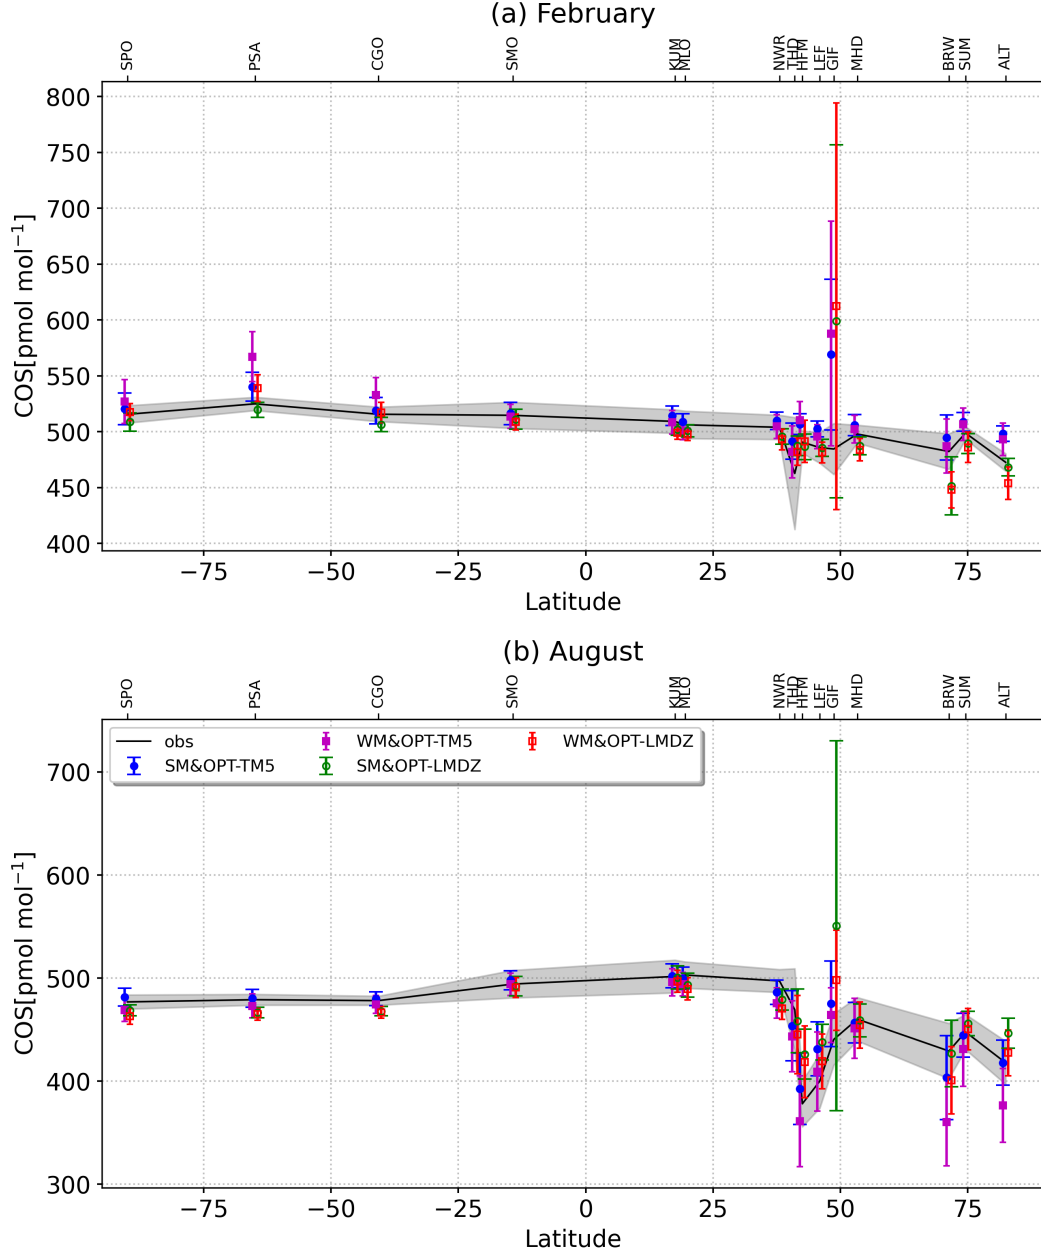 (a) February
SPO PSA CGO SMO KUM MLO NWR THD HFM LEF GIF MHD BRW SUM ALT
800
750
700
650
600
550
500
450
400
COS[pmol mol⁻¹]
−75 −50 −25 0 25 50 75
Latitude
(b) August
SPO PSA CGO SMO KUM MLO NWR THD HFM LEF GIF MHD BRW SUM ALT
obs WM&OPT-TM5 WM&OPT-LMDZ
SM&OPT-TM5 SM&OPT-LMDZ
700
600
500
400
300
COS[pmol mol⁻¹]
−75 −50 −25 0 25 50 75
Latitude